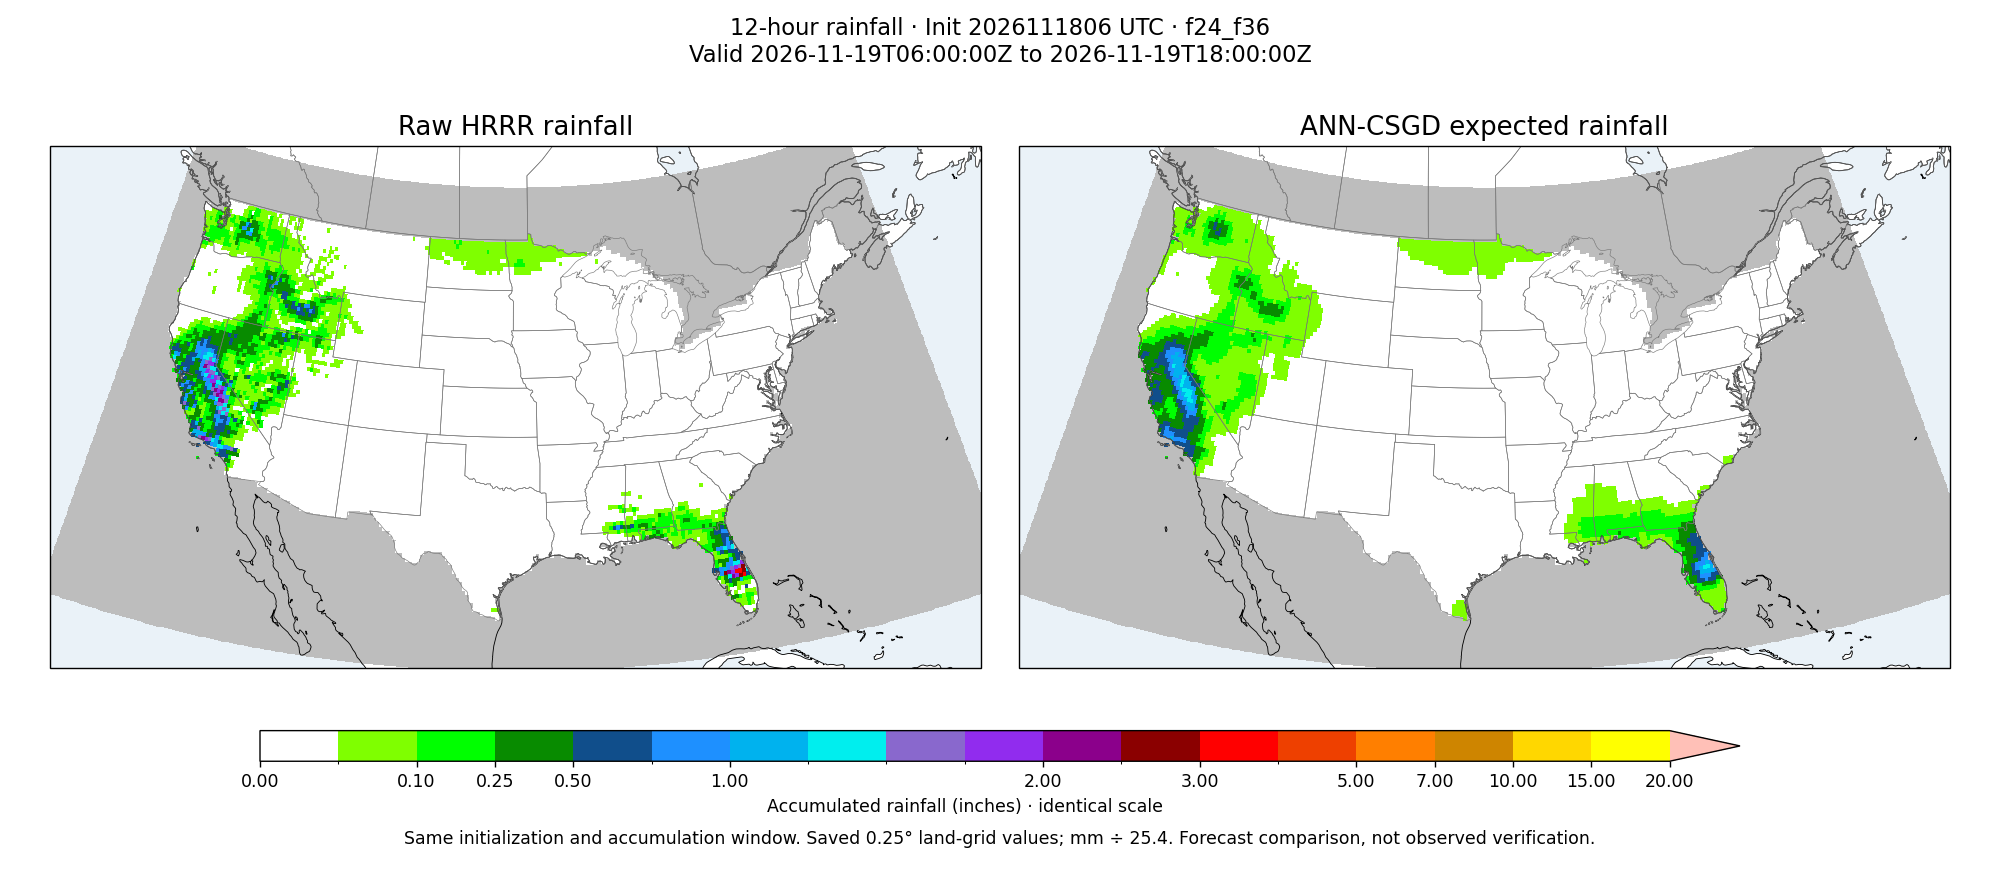 12-hour rainfall · Init 2026111806 UTC · f24_f36
Valid 2026-11-19T06:00:00Z to 2026-11-19T18:00:00Z
Raw HRRR rainfall
ANN-CSGD expected rainfall
0.00 0.10 0.25 0.50 1.00 2.00 3.00 5.00 7.00 10.00 15.00 20.00
Accumulated rainfall (inches) · identical scale
Same initialization and accumulation window. Saved 0.25° land-grid values; mm ÷ 25.4. Forecast comparison, not observed verification.